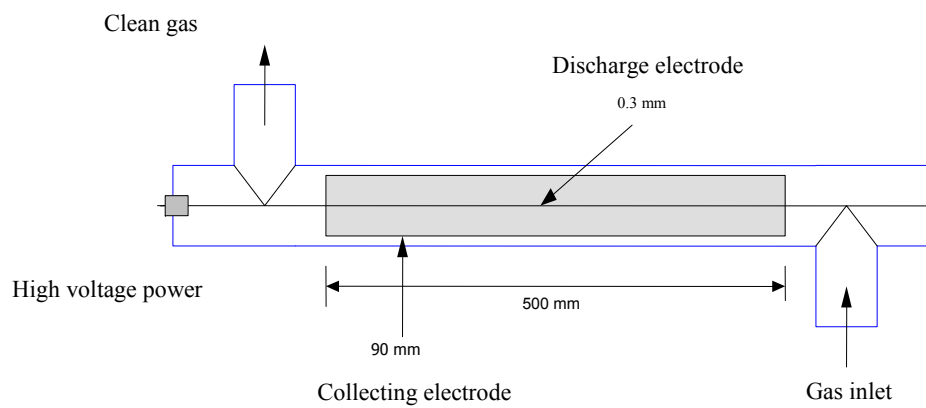 Clean gas
Discharge electrode
0.3 mm
High voltage power
500 mm
90 mm
Collecting electrode
Gas inlet